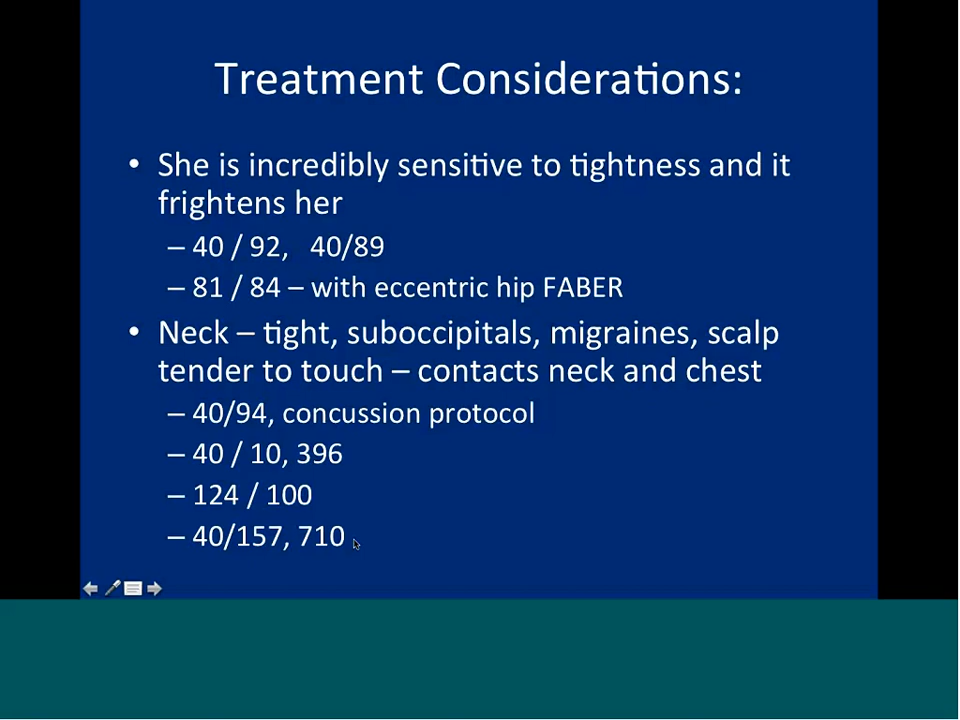 Treatment Considerations:
• She is incredibly sensitive to tightness and it
frightens her
– 40 / 92, 40/89
– 81 / 84 – with eccentric hip FABER
• Neck – tight, suboccipitals, migraines, scalp
tender to touch – contacts neck and chest
– 40/94, concussion protocol
– 40 / 10, 396
– 124 / 100
– 40/157, 710